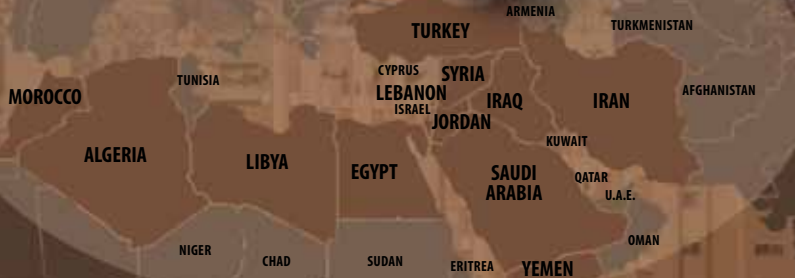 ARMENIA
TURKMENISTAN
TURKEY
CYPRUS
SYRIA
TUNISIA
LEBANON
AFGHANISTAN
MOROCCO
IRAQ
IRAN
ISRAEL
JORDAN
KUWAIT
ALGERIA
LIBYA
EGYPT
SAUDI
ARABIA
QATAR
U.A.E.
OMAN
NIGER
CHAD
SUDAN
ERITREA
YEMEN